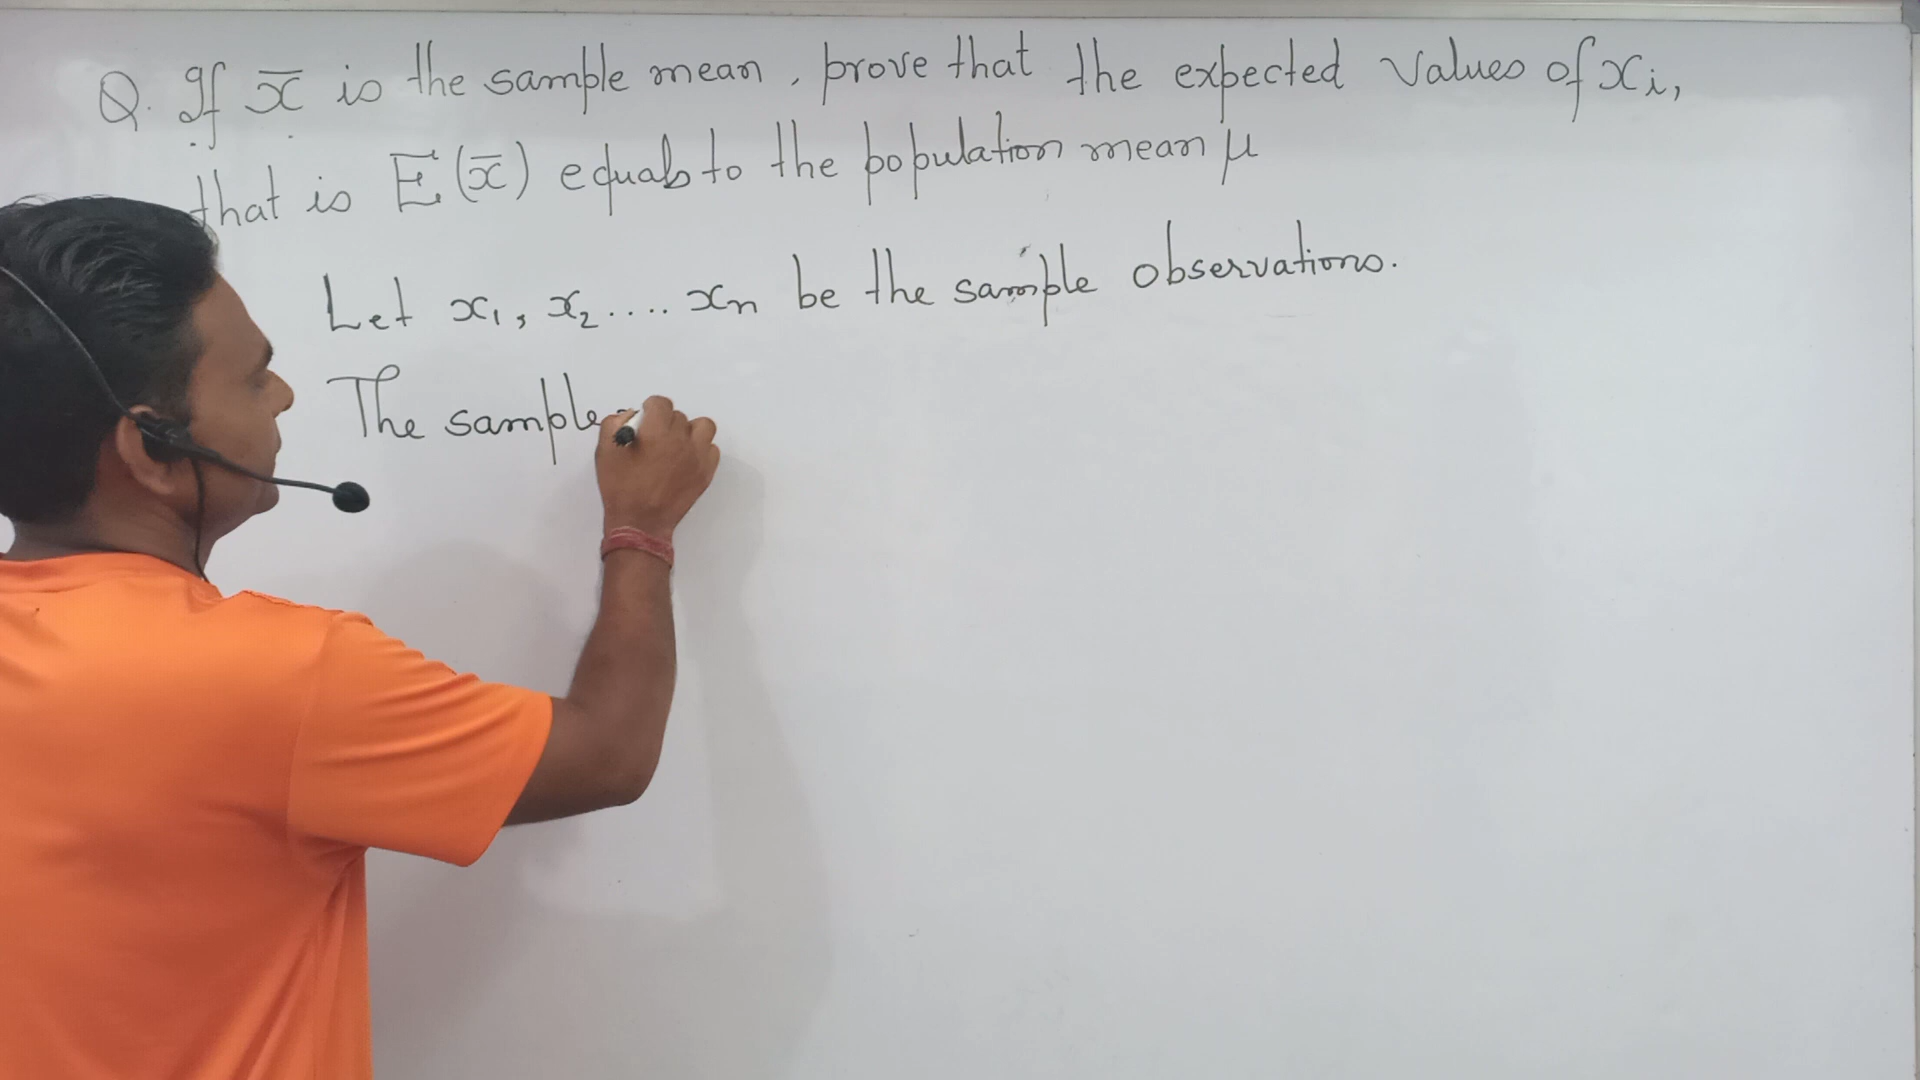 Q. If x̄ is the sample mean, prove that the expected values of xi,
that is E(x̄) equals to the population mean μ
Let x₁, x₂.... xn be the sample observations.
The sample